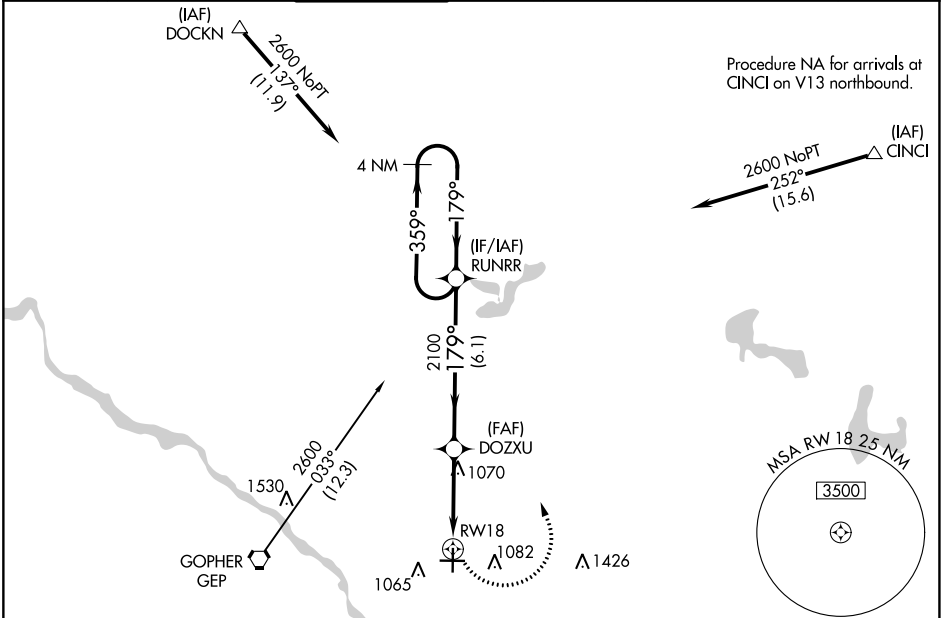 (IAF)
DOCKN
2600 NoPT
137°
(11.9)
Procedure NA for arrivals at
CINCI on V13 northbound.
(IAF)
CINCI
2600 NoPT
252°
(15.6)
4 NM
359°
179°
(IF/IAF)
RUNRR
2100
179°
(6.1)
(FAF)
DOZXU
1070
2600
033°
(12.3)
1530
GOPHER
GEP
RW18
1082
1426
1065
MSA RW 18 25 NM
3500